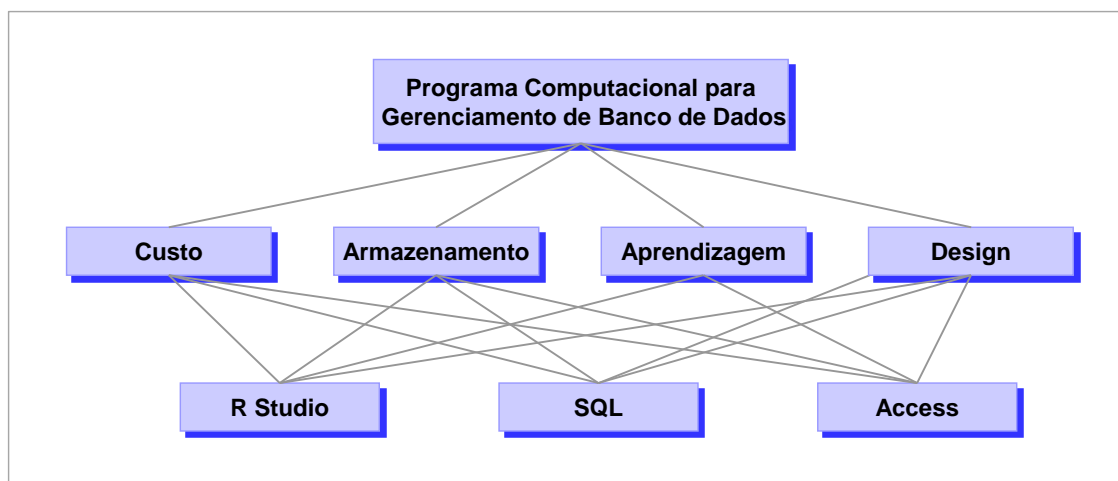 Programa Computacional para
Gerenciamento de Banco de Dados
Custo
Armazenamento
Aprendizagem
Design
R Studio
SQL
Access